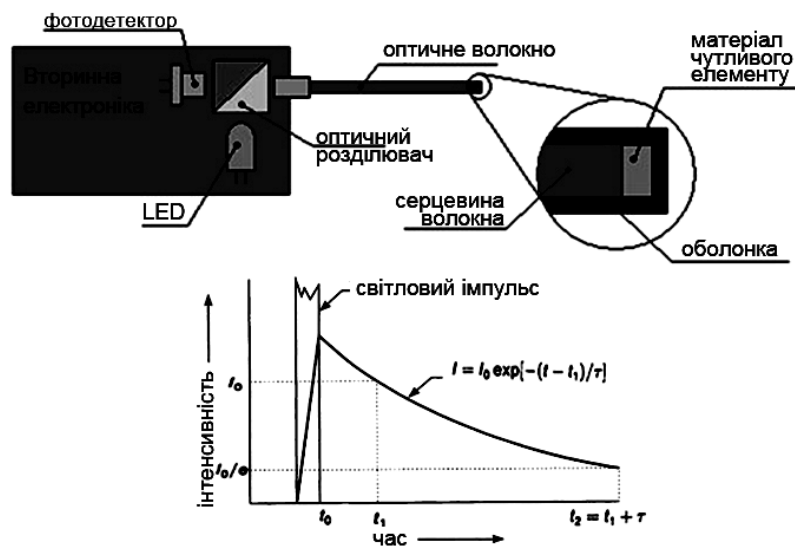 фотодетектор
Вторинна
електроніка
оптичне волокно
матеріал
чутливого
елементу
оптичний
розділювач
LED
серцевина
волокна
оболонка
світловий імпульс
I = I₀ exp[-(t - t₁)/τ]
інтенсивність
I₀
I₀/e
t₀
t₁
t₂ = t₁ + τ
час